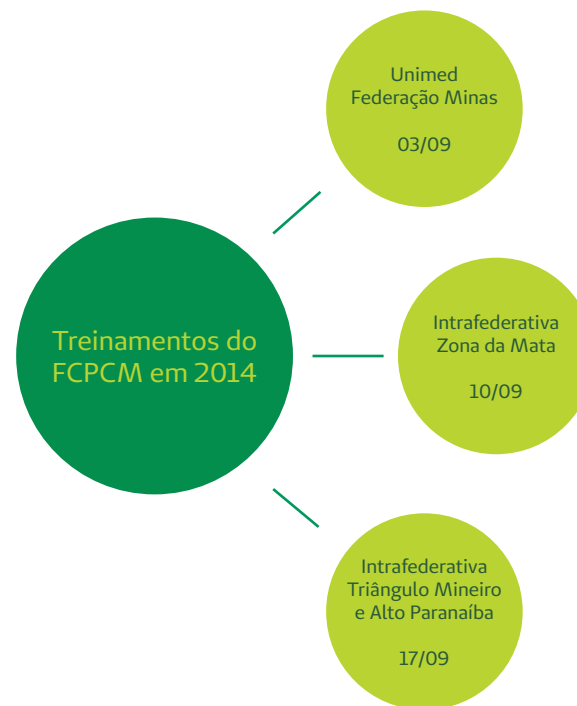 Unimed
Federação Minas
03/09
Treinamentos do
FCPCM em 2014
Intrafederativa
Zona da Mata
10/09
Intrafederativa
Triângulo Mineiro
e Alto Paranaíba
17/09